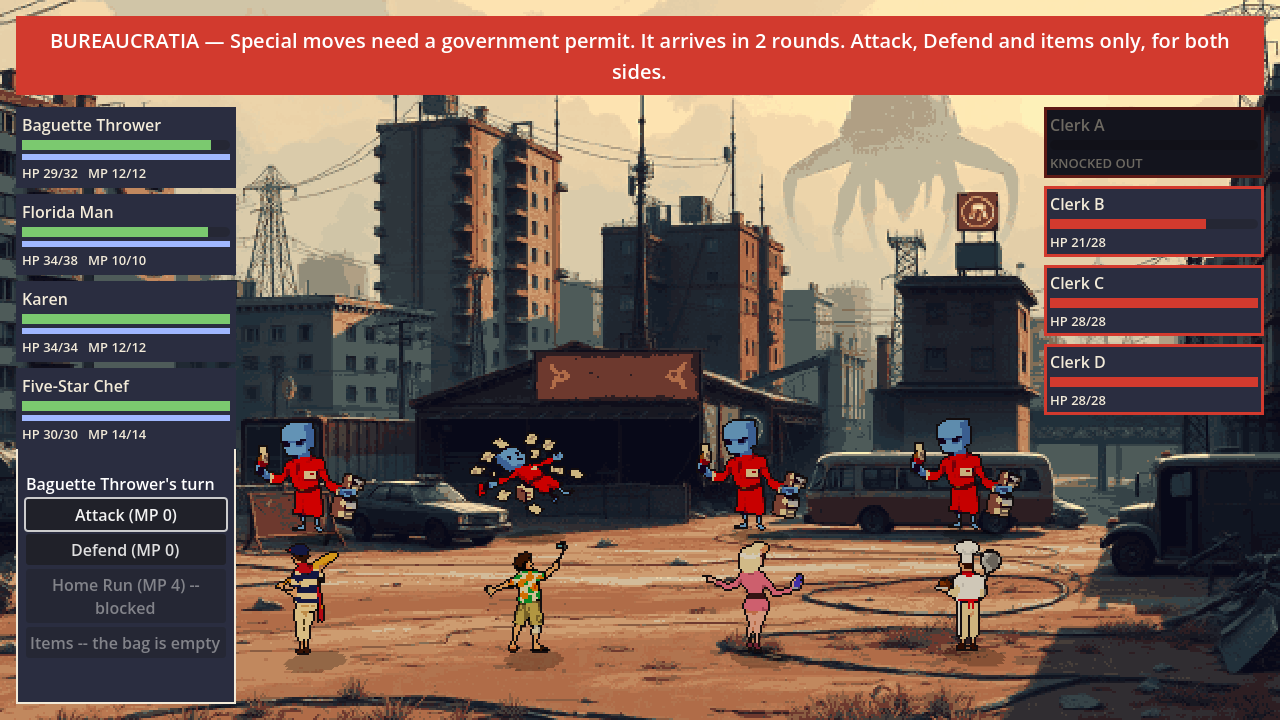 BUREAUCRATIA — Special moves need a government permit. It arrives in 2 rounds. Attack, Defend and items only, for both
sides.
Baguette Thrower
HP 29/32 MP 12/12
Florida Man
HP 34/38 MP 10/10
Karen
HP 34/34 MP 12/12
Five-Star Chef
HP 30/30 MP 14/14
Baguette Thrower's turn
Attack (MP 0)
Defend (MP 0)
Home Run (MP 4) --
blocked
Items -- the bag is empty
Clerk A
KNOCKED OUT
Clerk B
HP 21/28
Clerk C
HP 28/28
Clerk D
HP 28/28